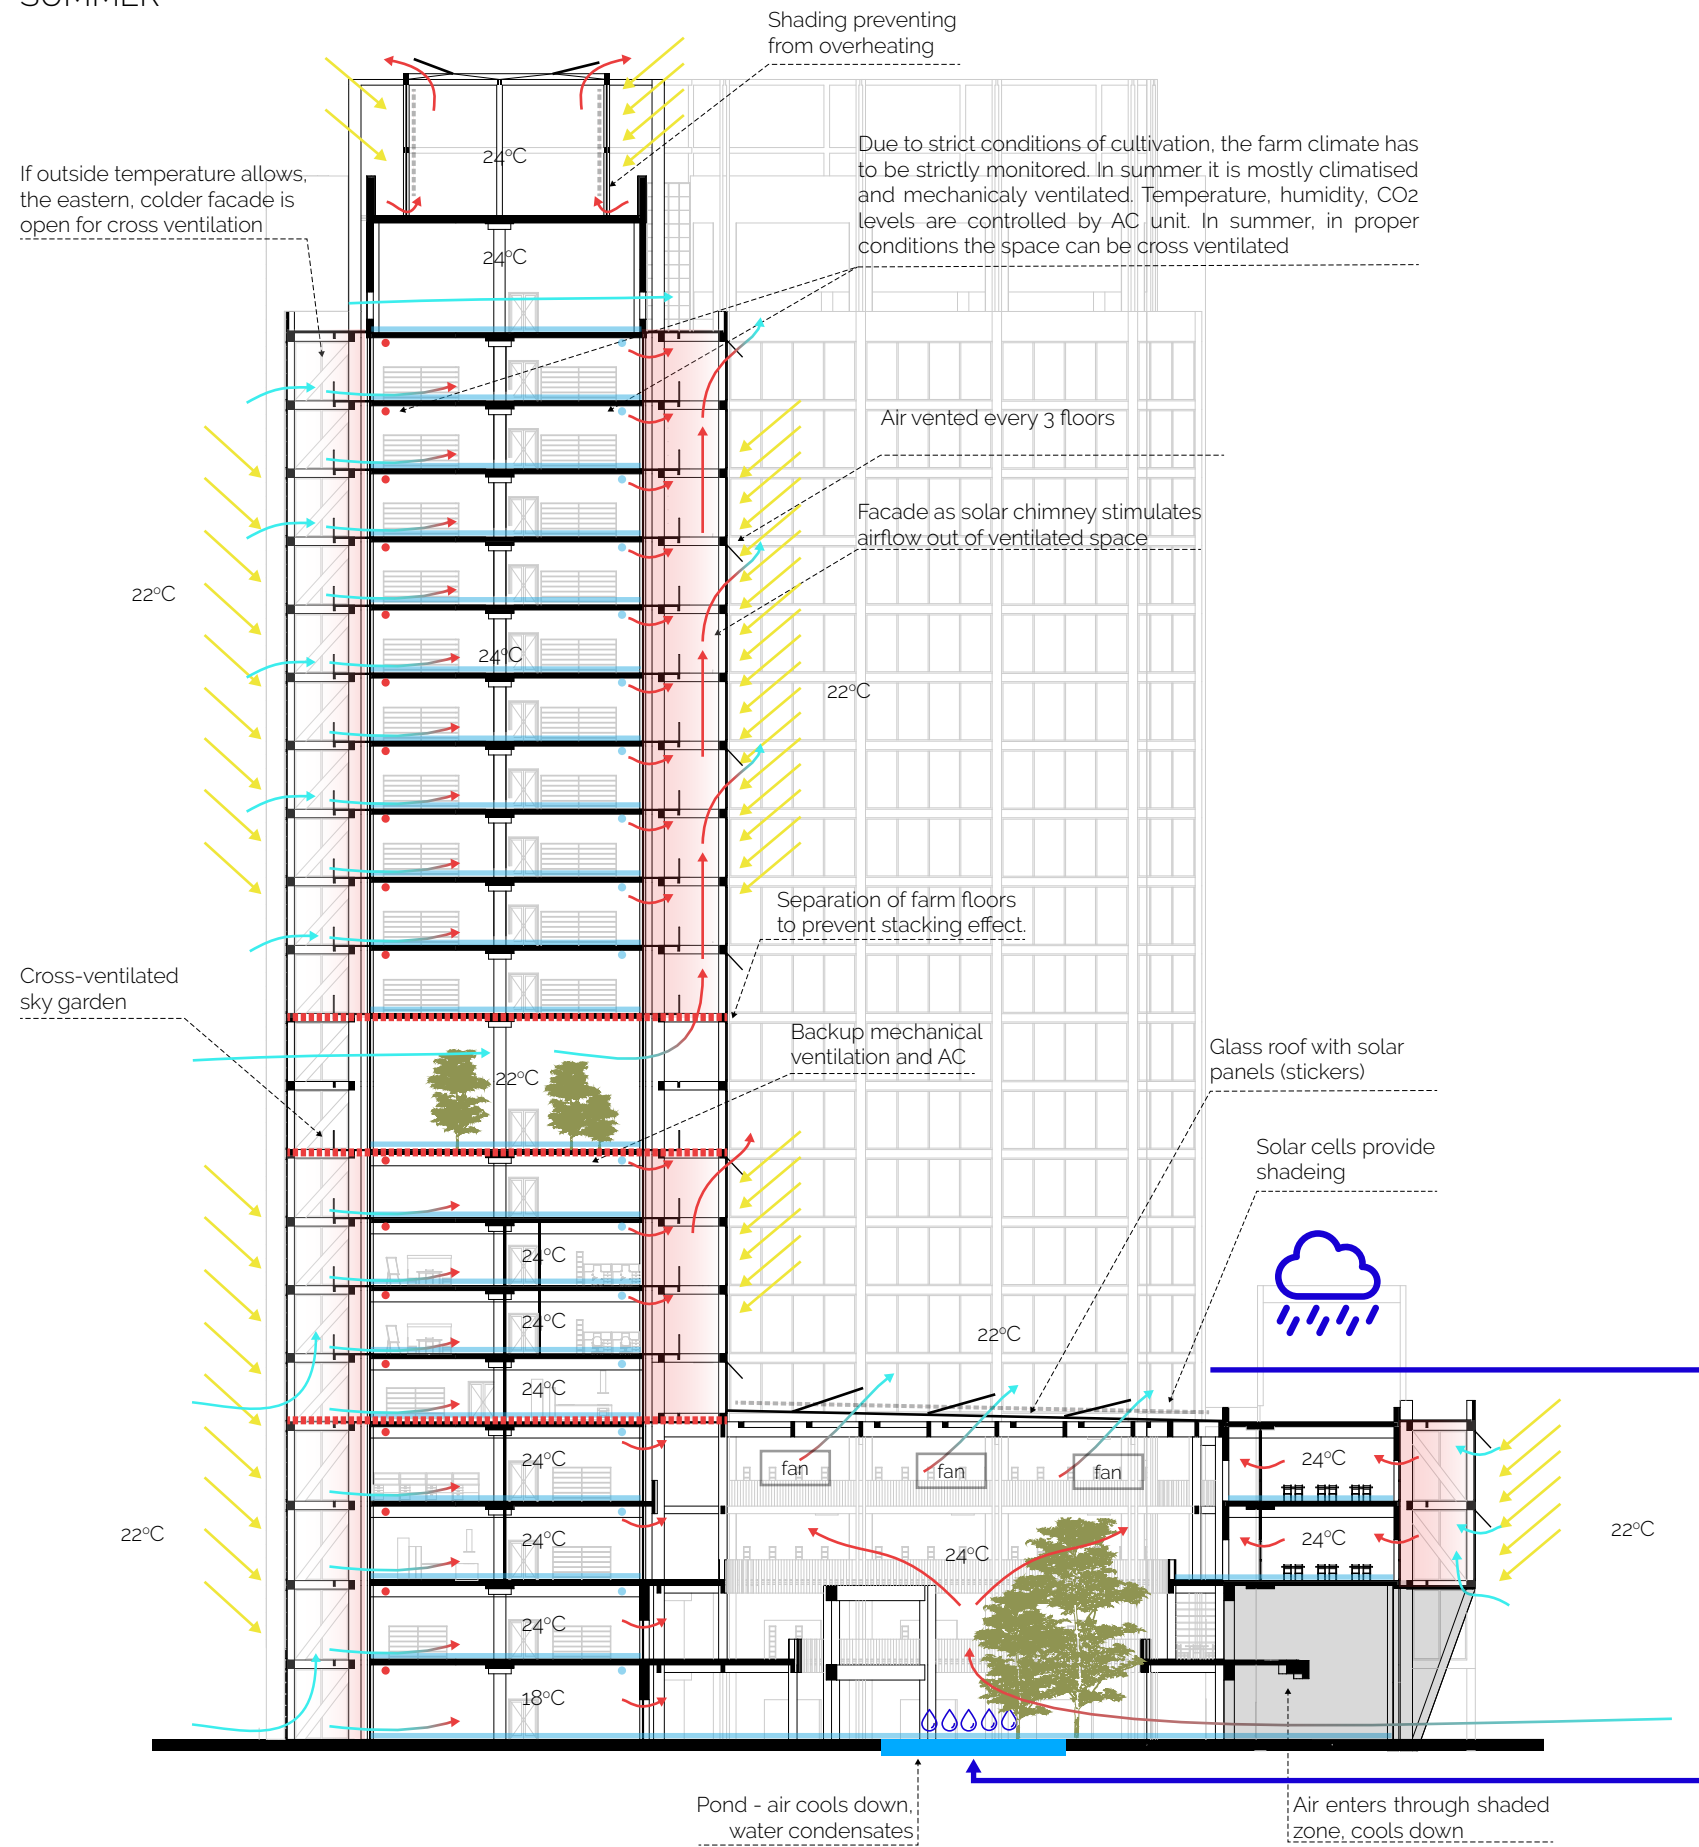 SUMMER
Shading preventing
from overheating
24°C
Due to strict conditions of cultivation, the farm climate has
to be strictly monitored. In summer it is mostly climatised
and mechanicaly ventilated. Temperature, humidity, CO2
levels are controlled by AC unit. In summer, in proper
conditions the space can be cross ventilated
If outside temperature allows,
the eastern, colder facade is
open for cross ventilation
24°C
Air vented every 3 floors
Facade as solar chimney stimulates
airflow out of ventilated space
22°C
24°C
22°C
Separation of farm floors
to prevent stacking effect.
Cross-ventilated
sky garden
Backup mechanical
ventilation and AC
22°C
Glass roof with solar
panels (stickers)
Solar cells provide
shadeing
24°C
24°C
22°C
24°C
24°C
fan
fan
fan
24°C
22°C
24°C
24°C
24°C
22°C
24°C
18°C
Pond - air cools down,
water condensates
Air enters through shaded
zone, cools down